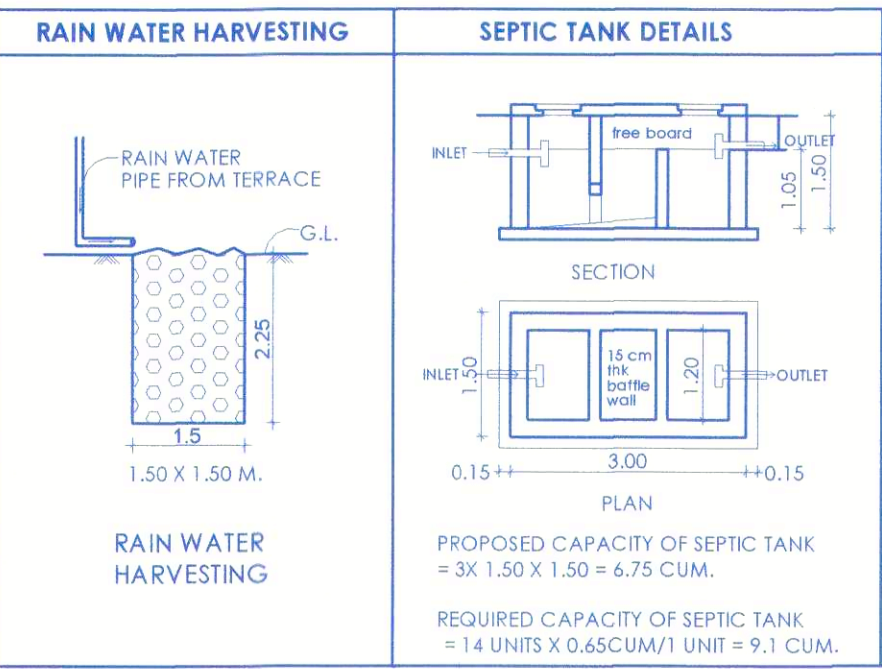 RAIN WATER HARVESTING
RAIN WATER
PIPE FROM TERRACE
G.L.
2.25
1.5
1.50 X 1.50 M.
RAIN WATER
HARVESTING
SEPTIC TANK DETAILS
free board
INLET
OUTLET
1.05
1.50
SECTION
INLET
1.50
15 cm
thk
baffle
wall
1.20
OUTLET
0.15
3.00
0.15
PLAN
PROPOSED CAPACITY OF SEPTIC TANK
= 3X 1.50 X 1.50 = 6.75 CUM.
REQUIRED CAPACITY OF SEPTIC TANK
= 14 UNITS X 0.65CUM/1 UNIT = 9.1 CUM.